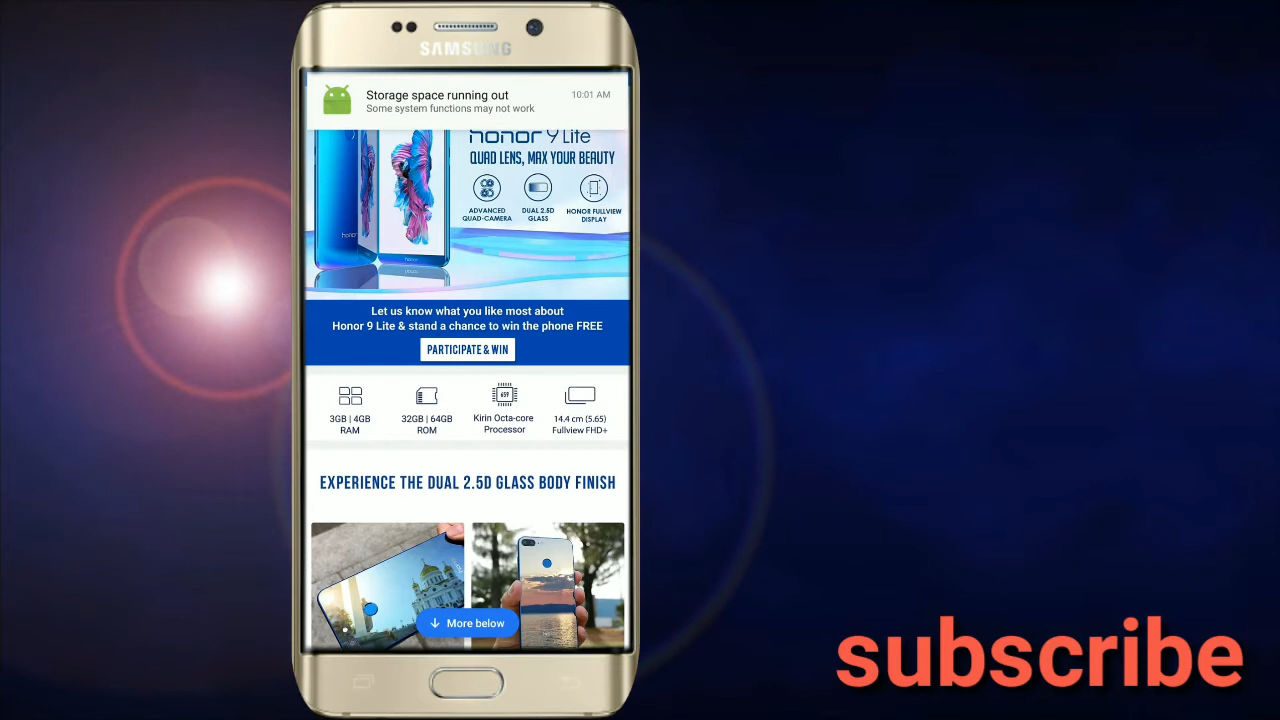 SAMSUNG
Storage space running out
10:01 AM
Some system functions may not work
honor 9 Lite
QUAD LENS, MAX YOUR BEAUTY
ADVANCED
QUAD-CAMERA
DUAL 2.5D
GLASS
HONOR FULLVIEW
DISPLAY
honor
honor
Let us know what you like most about
Honor 9 Lite & stand a chance to win the phone FREE
PARTICIPATE & WIN
659
3GB | 4GB
RAM
32GB | 64GB
ROM
Kirin Octa-core
Processor
14.4 cm (5.65)
Fullview FHD+
EXPERIENCE THE DUAL 2.5D GLASS BODY FINISH
More below
subscribe